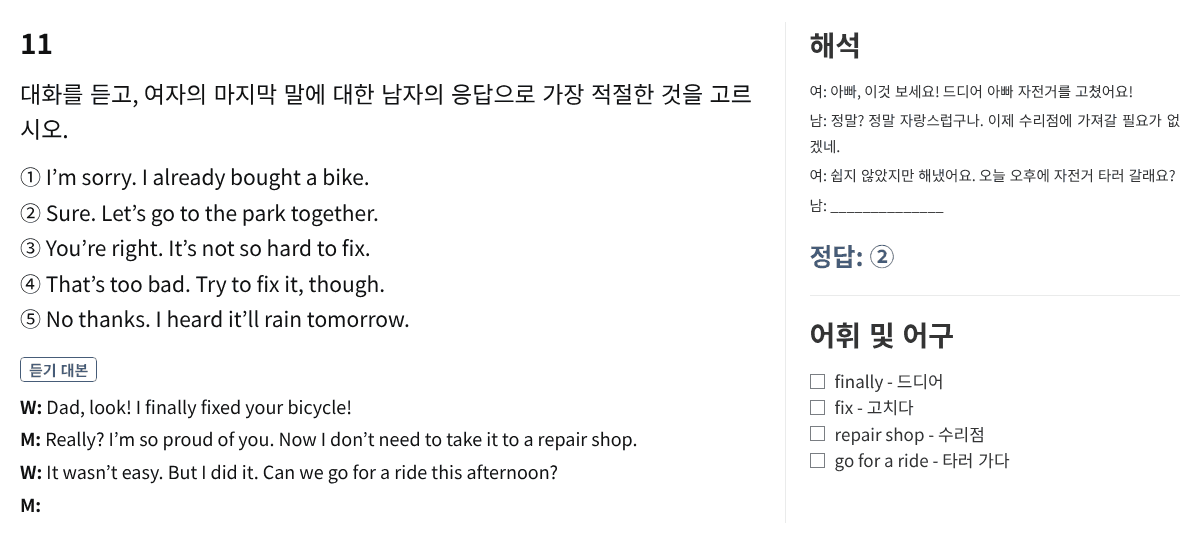 11
대화를 듣고, 여자의 마지막 말에 대한 남자의 응답으로 가장 적절한 것을 고르
시오.
① I’m sorry. I already bought a bike.
② Sure. Let’s go to the park together.
③ You’re right. It’s not so hard to fix.
④ That’s too bad. Try to fix it, though.
⑤ No thanks. I heard it’ll rain tomorrow.
듣기 대본
W: Dad, look! I finally fixed your bicycle!
M: Really? I’m so proud of you. Now I don’t need to take it to a repair shop.
W: It wasn’t easy. But I did it. Can we go for a ride this afternoon?
M:
해석
여: 아빠, 이것 보세요! 드디어 아빠 자전거를 고쳤어요!
남: 정말? 정말 자랑스럽구나. 이제 수리점에 가져갈 필요가 없
겠네.
여: 쉽지 않았지만 해냈어요. 오늘 오후에 자전거 타러 갈래요?
남: ______________
정답: ②
어휘 및 어구
☐ finally - 드디어
☐ fix - 고치다
☐ repair shop - 수리점
☐ go for a ride - 타러 가다